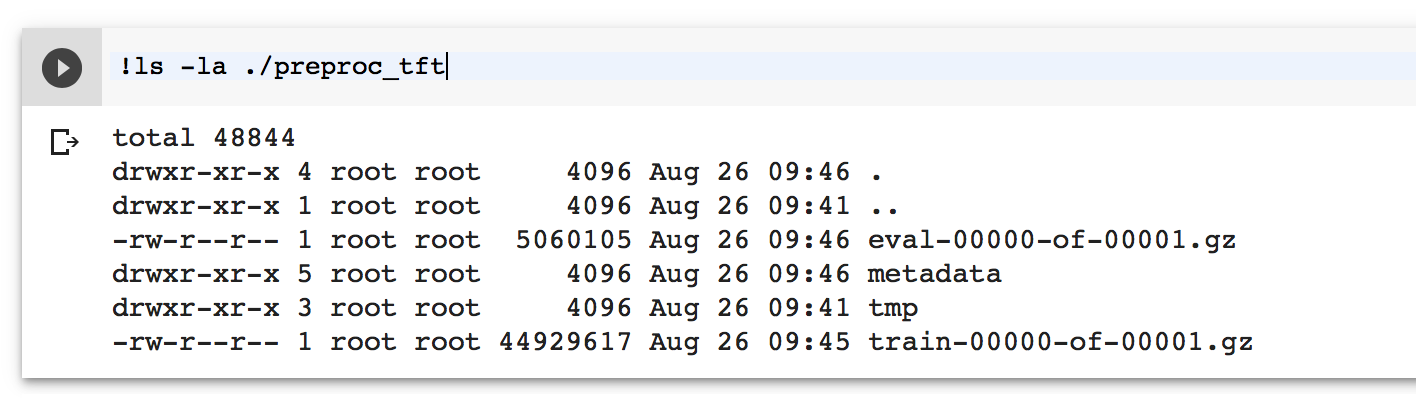 !ls -la ./preproc_tft
total 48844
drwxr-xr-x 4 root root     4096 Aug 26 09:46 .
drwxr-xr-x 1 root root     4096 Aug 26 09:41 ..
-rw-r--r-- 1 root root  5060105 Aug 26 09:46 eval-00000-of-00001.gz
drwxr-xr-x 5 root root     4096 Aug 26 09:46 metadata
drwxr-xr-x 3 root root     4096 Aug 26 09:41 tmp
-rw-r--r-- 1 root root 44929617 Aug 26 09:45 train-00000-of-00001.gz